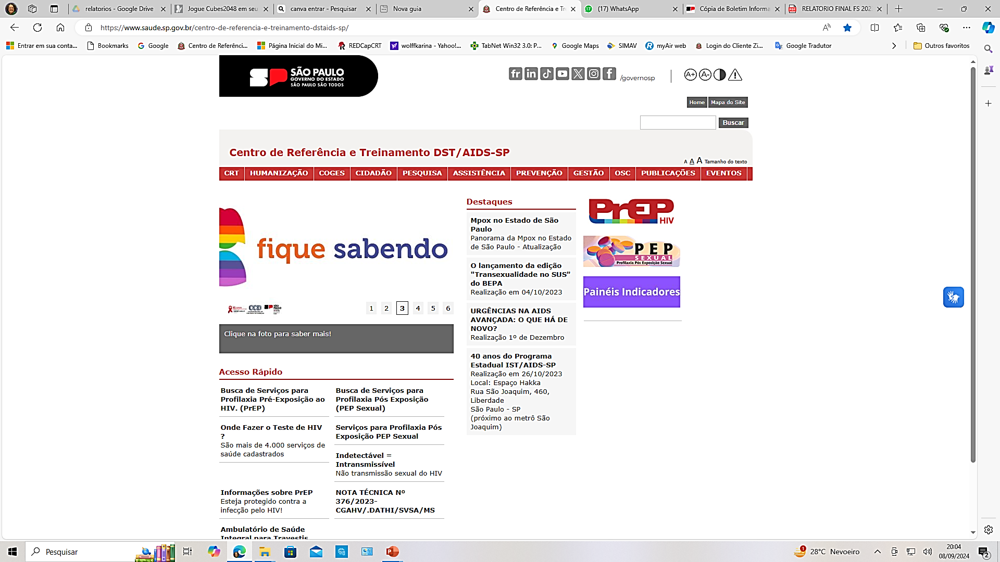 relatorios - Google Drive
Jogue Cubes2048 em seu
canva entrar - Pesquisar
Nova guia
Centro de Referência e Tr
(17) WhatsApp
Cópia de Boletim Informa
RELATORIO FINAL FS 202
https://www.saude.sp.gov.br/centro-de-referencia-e-treinamento-dstaids-sp/
Entrar em sua conta...
Bookmarks
Google
Centro de Referênci...
Página Inicial do Mi...
REDCapCRT
wolffkarina - Yahoo!...
TabNet Win32 3.0: P...
Google Maps
SIMAV
myAir web
Login do Cliente Zi...
Google Tradutor
Outros favoritos
SÃO PAULO
GOVERNO DO ESTADO
SÃO PAULO SÃO TODOS
/governosp
A+ A-
Home
Mapa do Site
Buscar
Centro de Referência e Treinamento DST/AIDS-SP
A A A Tamanho do texto
CRT HUMANIZAÇÃO COGES CIDADÃO PESQUISA ASSISTÊNCIA PREVENÇÃO GESTÃO OSC PUBLICAÇÕES EVENTOS
fique sabendo
1 2 3 4 5 6
Clique na foto para saber mais!
Acesso Rápido
Busca de Serviços para
Profilaxia Pré-Exposição ao
HIV. (PrEP)
Onde Fazer o Teste de HIV
?
São mais de 4.000 serviços de
saúde cadastrados
Informações sobre PrEP
Esteja protegido contra a
infecção pelo HIV!
Ambulatório de Saúde
Integral para Travestis
Busca de Serviços para
Profilaxia Pós Exposição
(PEP Sexual)
Serviços para Profilaxia Pós
Exposição PEP Sexual
Indetectável =
Intransmissível
Não transmissão sexual do HIV
NOTA TÉCNICA Nº
376/2023-
CGAHV/.DATHI/SVSA/MS
Destaques
Mpox no Estado de São
Paulo
Panorama da Mpox no Estado
de São Paulo - Atualização
O lançamento da edição
"Transexualidade no SUS"
do BEPA
Realização em 04/10/2023
URGÊNCIAS NA AIDS
AVANÇADA: O QUE HÁ DE
NOVO?
Realização 1º de Dezembro
40 anos do Programa
Estadual IST/AIDS-SP
Realização em 26/10/2023
Local: Espaço Hakka
Rua São Joaquim, 460,
Liberdade
São Paulo - SP
(próximo ao metrô São
Joaquim)
PrEP
HIV
PEP
SEXUAL
Profilaxia Pós Exposição Sexual
Painéis Indicadores
Pesquisar
28°C Nevoeiro
20:04
08/09/2024